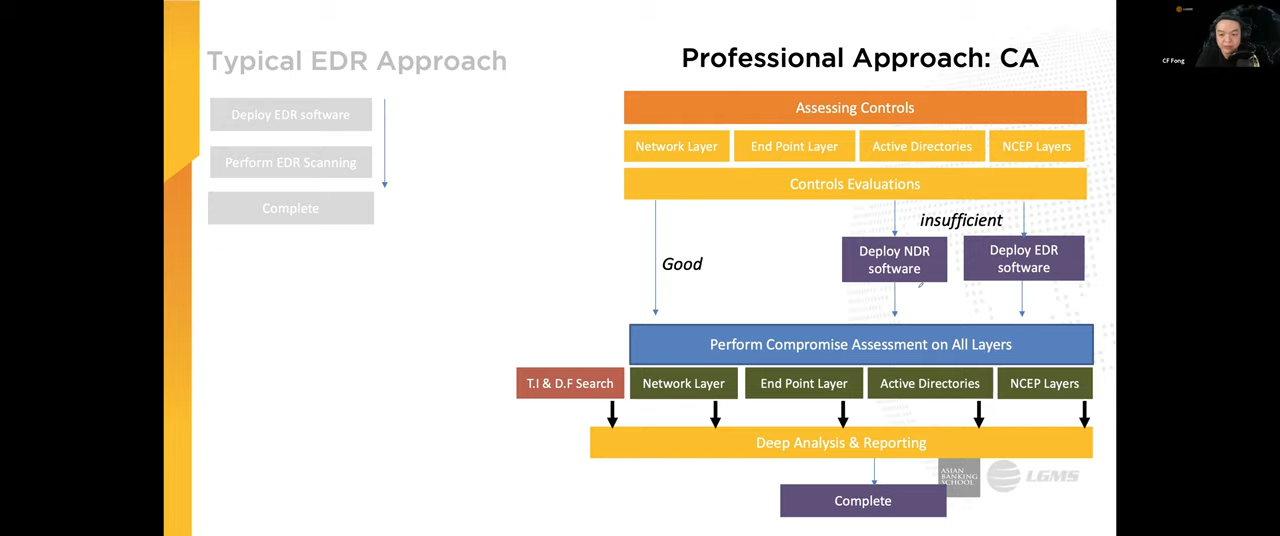 Typical EDR Approach
Deploy EDR software
Perform EDR Scanning
Complete
Professional Approach: CA
Assessing Controls
Network Layer
End Point Layer
Active Directories
NCEP Layers
Controls Evaluations
insufficient
Good
Deploy NDR
software
Deploy EDR
software
Perform Compromise Assessment on All Layers
T.I & D.F Search
Network Layer
End Point Layer
Active Directories
NCEP Layers
Deep Analysis & Reporting
ASIAN
BANKING
SCHOOL
LGMS
Complete
CF Fong